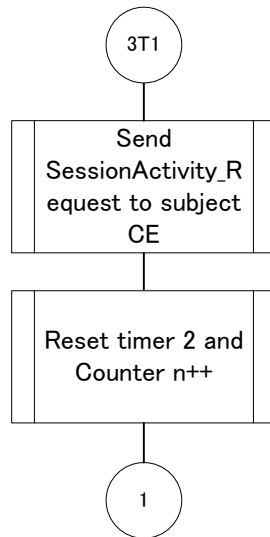 3T1
Send
SessionActivity_R
equest to subject
CE
Reset timer 2 and
Counter n++
1